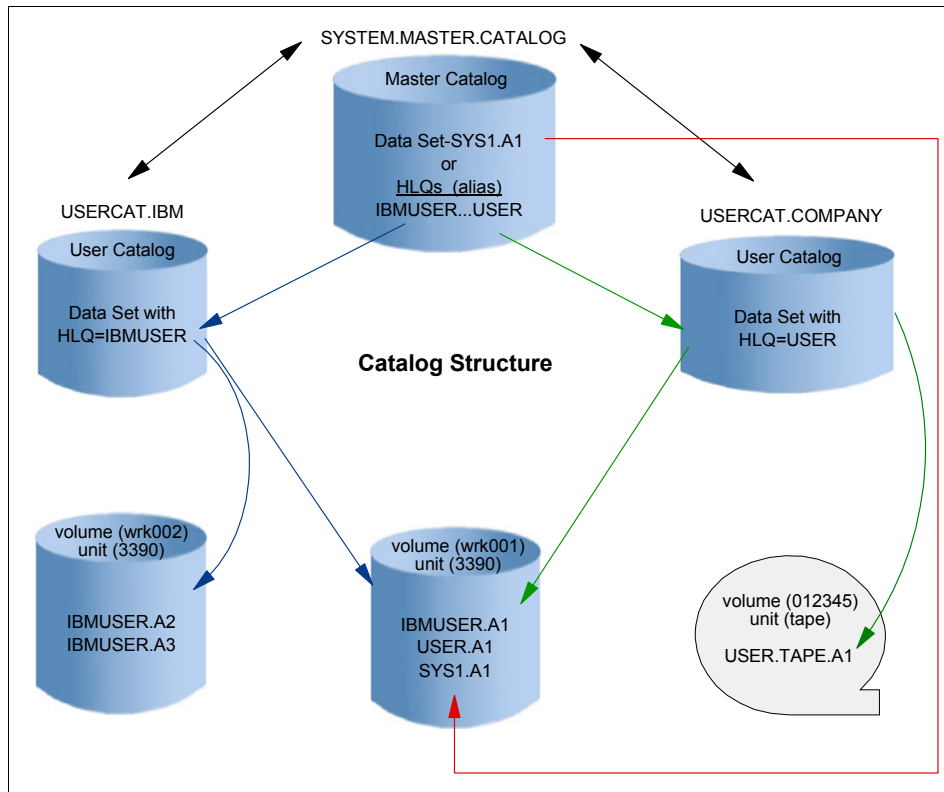 SYSTEM.MASTER.CATALOG
Master Catalog
Data Set-SYS1.A1
or
HLQs (alias)
IBMUSER...USER
USERCAT.IBM
User Catalog
Data Set with
HLQ=IBMUSER
USERCAT.COMPANY
User Catalog
Data Set with
HLQ=USER
Catalog Structure
volume (wrk002)
unit (3390)
IBMUSER.A2
IBMUSER.A3
volume (wrk001)
unit (3390)
IBMUSER.A1
USER.A1
SYS1.A1
volume (012345)
unit (tape)
USER.TAPE.A1